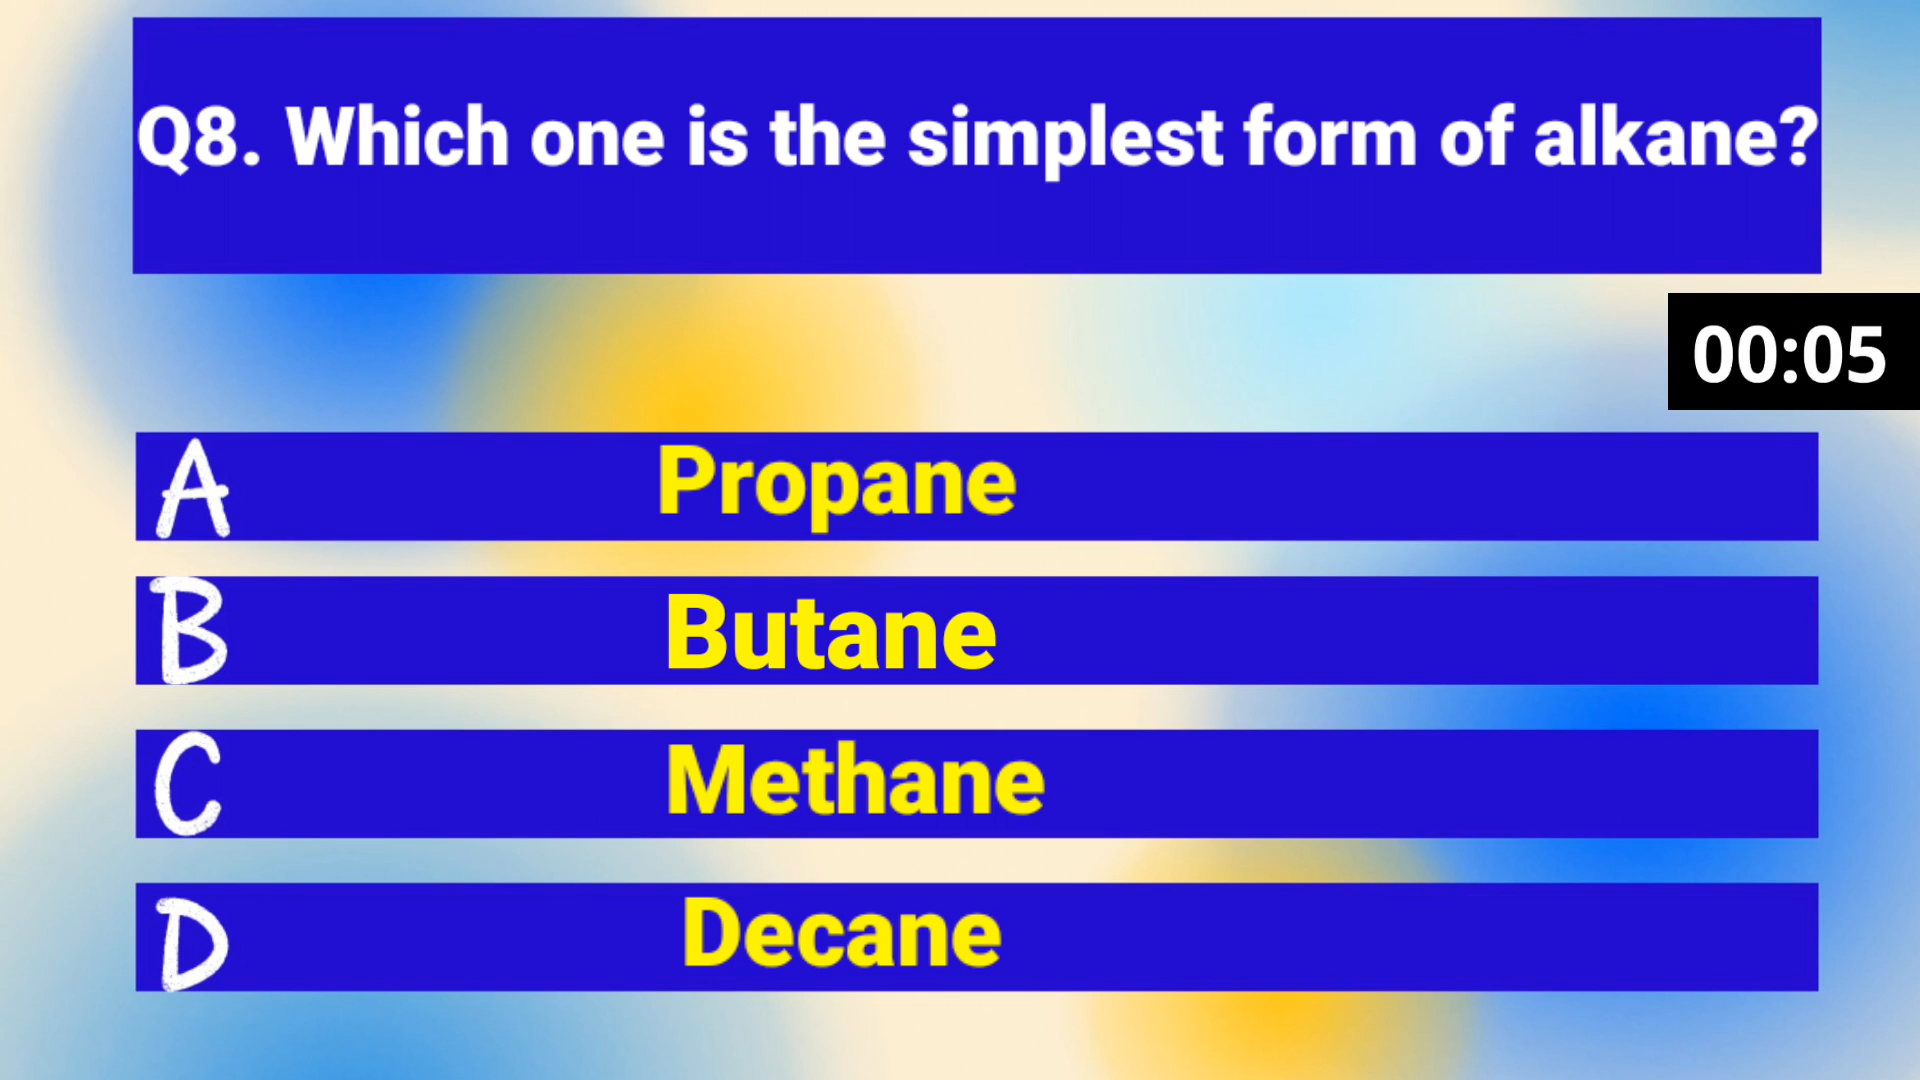 Q8. Which one is the simplest form of alkane?
00:05
A Propane
B Butane
C Methane
D Decane